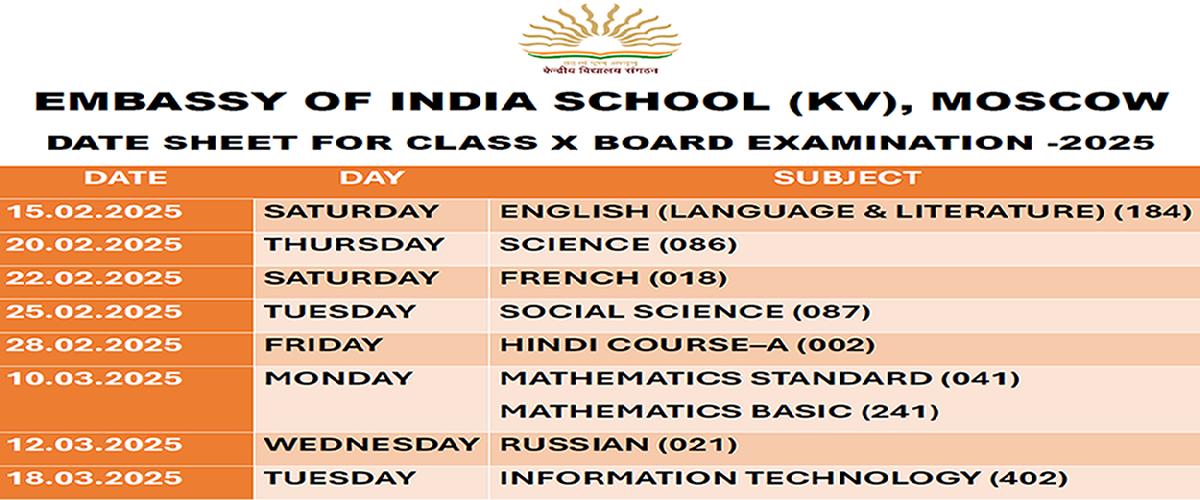 केन्द्रीय विद्यालय संगठन
EMBASSY OF INDIA SCHOOL (KV), MOSCOW
DATE SHEET FOR CLASS X BOARD EXAMINATION -2025
DATE DAY SUBJECT
15.02.2025 SATURDAY ENGLISH (LANGUAGE & LITERATURE) (184)
20.02.2025 THURSDAY SCIENCE (086)
22.02.2025 SATURDAY FRENCH (018)
25.02.2025 TUESDAY SOCIAL SCIENCE (087)
28.02.2025 FRIDAY HINDI COURSE–A (002)
10.03.2025 MONDAY MATHEMATICS STANDARD (041)
MATHEMATICS BASIC (241)
12.03.2025 WEDNESDAY RUSSIAN (021)
18.03.2025 TUESDAY INFORMATION TECHNOLOGY (402)